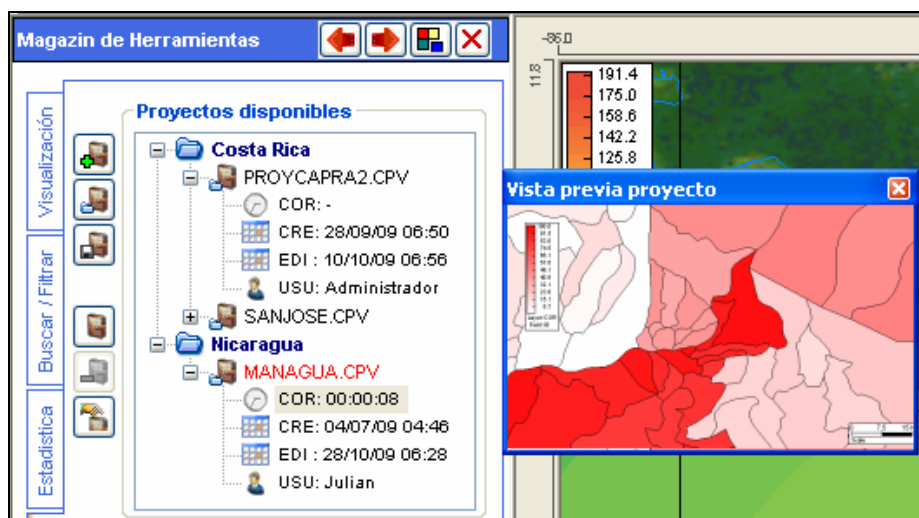 Magazin de Herramientas
Visualización
Buscar / Filtrar
Estadistica
Proyectos disponibles
Costa Rica
PROYCAPRA2.CPV
COR: -
CRE: 28/09/09 06:50
EDI : 10/10/09 06:56
USU: Administrador
SANJOSE.CPV
Nicaragua
MANAGUA.CPV
COR: 00:00:08
CRE: 04/07/09 04:46
EDI : 28/10/09 06:28
USU: Julian
-86.0
11.8
191.4
175.0
158.6
142.2
125.8
Vista previa proyecto